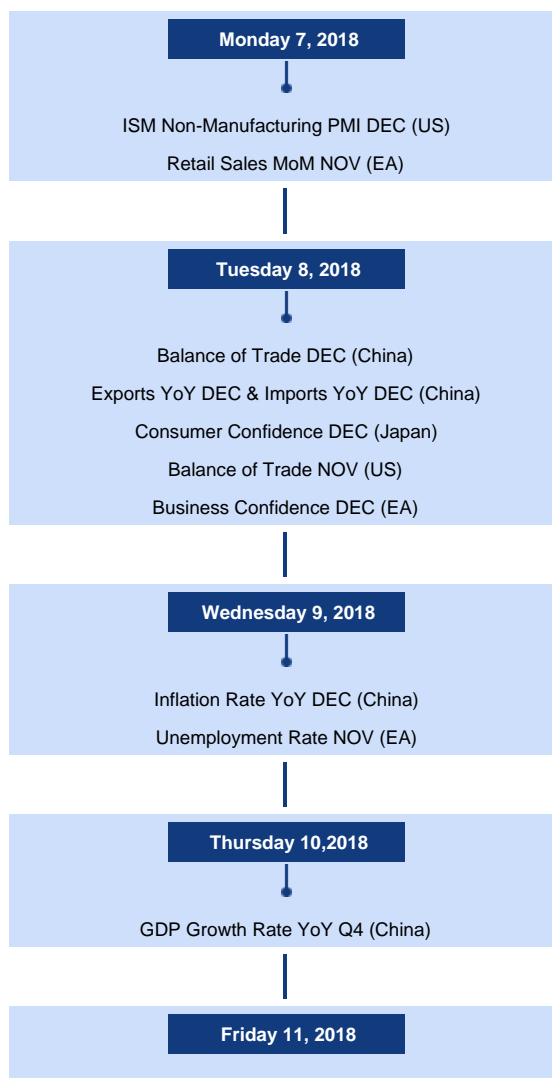 Monday 7, 2018
ISM Non-Manufacturing PMI DEC (US)
Retail Sales MoM NOV (EA)
Tuesday 8, 2018
Balance of Trade DEC (China)
Exports YoY DEC & Imports YoY DEC (China)
Consumer Confidence DEC (Japan)
Balance of Trade NOV (US)
Business Confidence DEC (EA)
Wednesday 9, 2018
Inflation Rate YoY DEC (China)
Unemployment Rate NOV (EA)
Thursday 10,2018
GDP Growth Rate YoY Q4 (China)
Friday 11, 2018